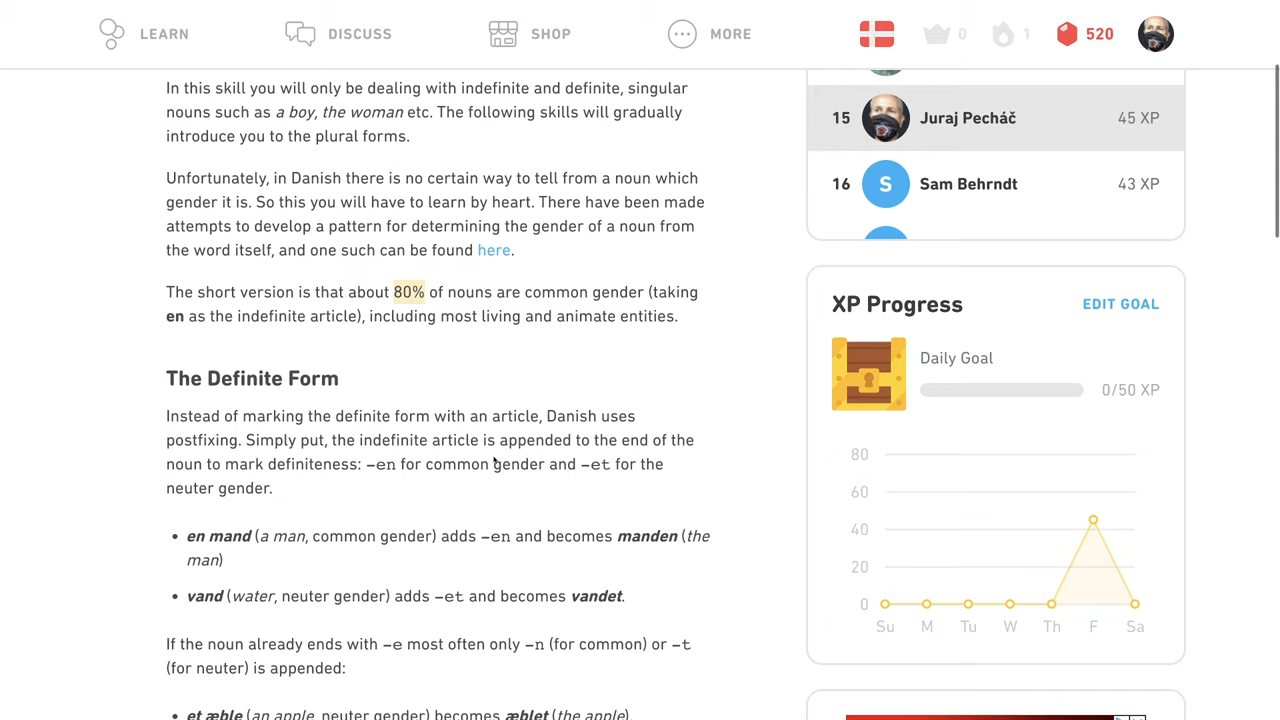 LEARN
DISCUSS
SHOP
MORE
0
1
520
In this skill you will only be dealing with indefinite and definite, singular
nouns such as a boy, the woman etc. The following skills will gradually
introduce you to the plural forms.
Unfortunately, in Danish there is no certain way to tell from a noun which
gender it is. So this you will have to learn by heart. There have been made
attempts to develop a pattern for determining the gender of a noun from
the word itself, and one such can be found here.
The short version is that about 80% of nouns are common gender (taking
en as the indefinite article), including most living and animate entities.
The Definite Form
Instead of marking the definite form with an article, Danish uses
postfixing. Simply put, the indefinite article is appended to the end of the
noun to mark definiteness: -en for common gender and -et for the
neuter gender.
• en mand (a man, common gender) adds -en and becomes manden (the
man)
• vand (water, neuter gender) adds -et and becomes vandet.
If the noun already ends with -e most often only -n (for common) or -t
(for neuter) is appended:
• et æble (an apple, neuter gender) becomes æblet (the apple).
15 Juraj Pecháč 45 XP
16 S Sam Behrndt 43 XP
XP Progress
EDIT GOAL
Daily Goal
0/50 XP
80
60
40
20
0
Su M Tu W Th F Sa